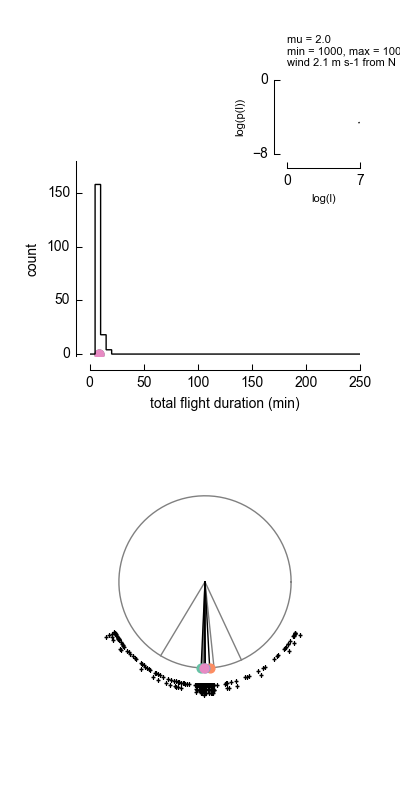 mu = 2.0
min = 1000, max = 100
wind 2.1 m s-1 from N
0
log(p(l))
−8
0 7
log(l)
150
100
50
0
count
0 50 100 150 200 250
total flight duration (min)